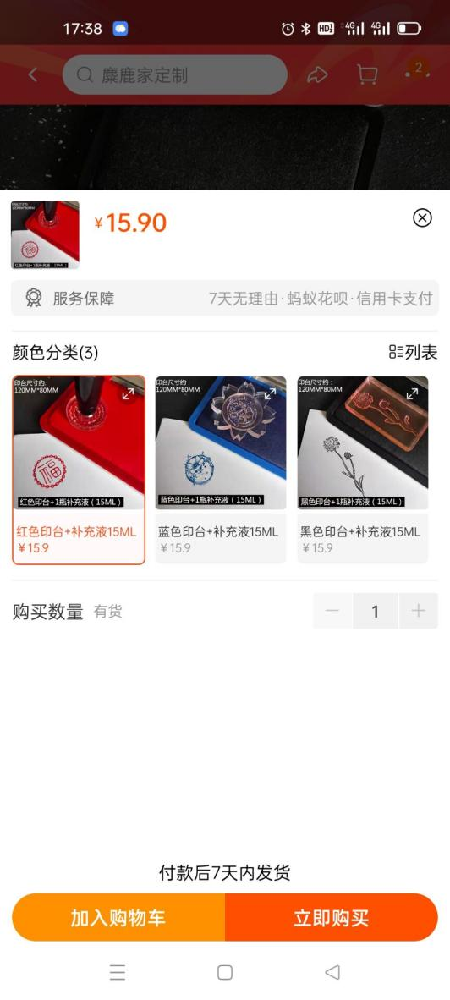 17:38
HD 4G 4G
麋鹿家定制
2
¥15.90
服务保障
7天无理由·蚂蚁花呗·信用卡支付
颜色分类(3)
列表
印台尺寸约:
120MM*80MM
福
红色印台+1瓶补充液（15ML）
红色印台+补充液15ML
¥15.9
印台尺寸约:
120MM*80MM
蓝色印台+1瓶补充液（15ML）
蓝色印台+补充液15ML
¥15.9
印台尺寸约:
120MM*80MM
黑色印台+1瓶补充液（15ML）
黑色印台+补充液15ML
¥15.9
购买数量 有货
1
付款后7天内发货
加入购物车
立即购买